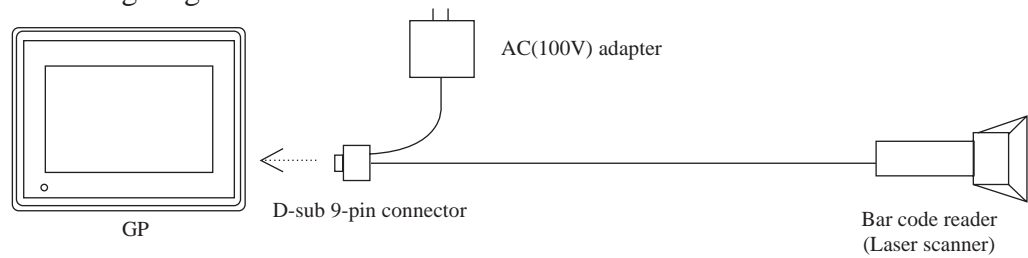 AC(100V) adapter
D-sub 9-pin connector
GP
Bar code reader
(Laser scanner)